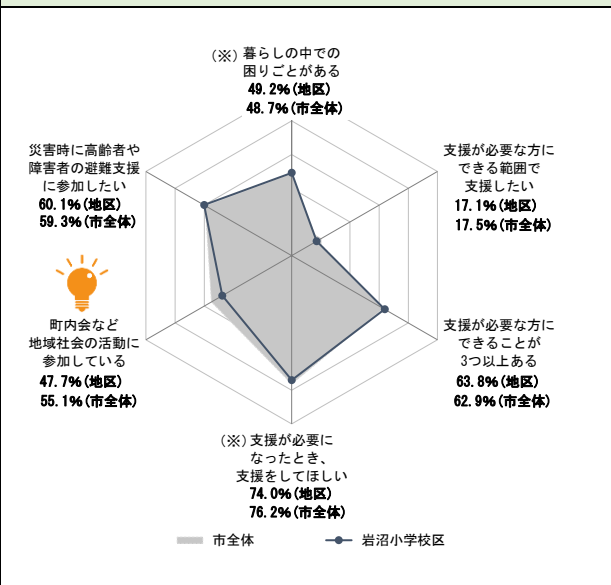 (※) 暮らしの中での
困りごとがある
49.2%(地区)
48.7%(市全体)
支援が必要な方に
できる範囲で
支援したい
17.1%(地区)
17.5%(市全体)
支援が必要な方に
できることが
3つ以上ある
63.8%(地区)
62.9%(市全体)
(※) 支援が必要に
なったとき、
支援をしてほしい
74.0%(地区)
76.2%(市全体)
町内会など
地域社会の活動に
参加している
47.7%(地区)
55.1%(市全体)
災害時に高齢者や
障害者の避難支援
に参加したい
60.1%(地区)
59.3%(市全体)
市全体
岩沼小学校区